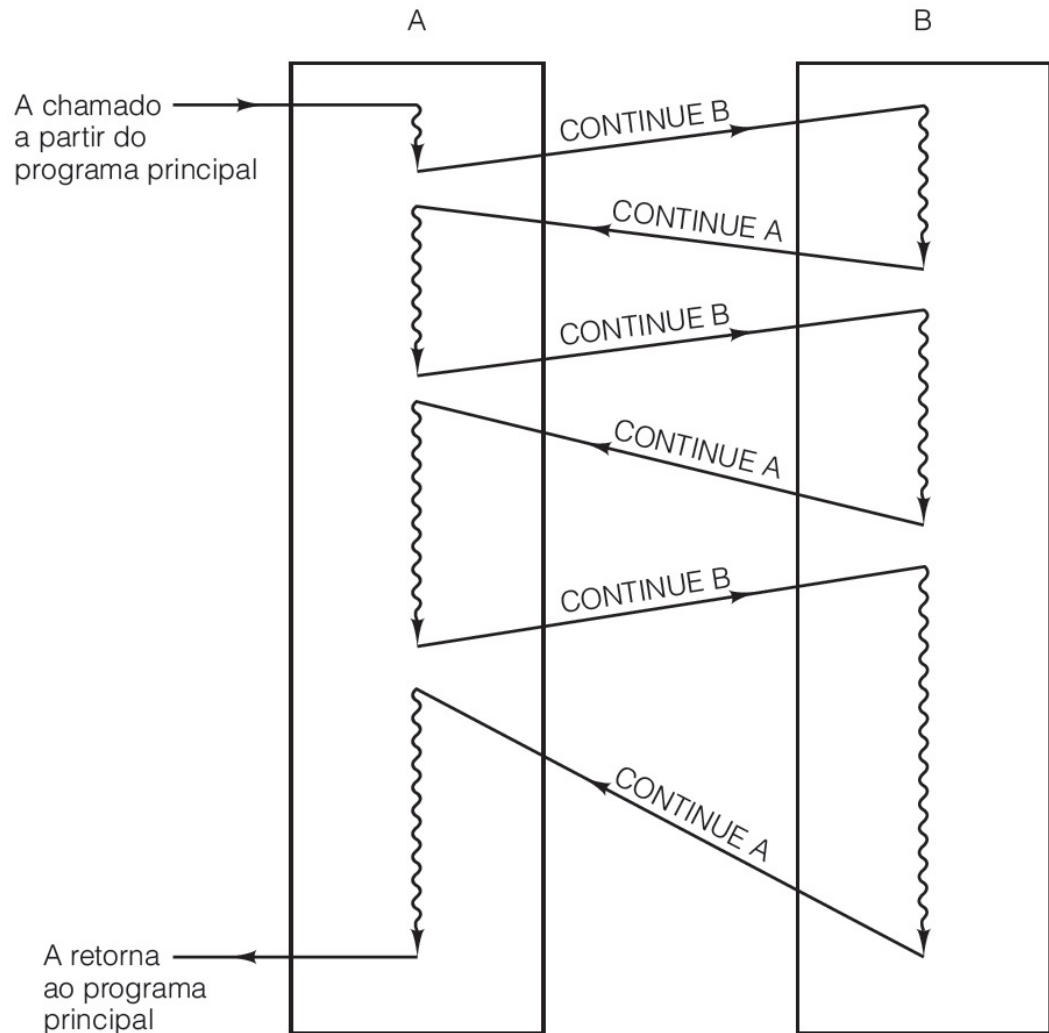 A
B
A chamado
a partir do
programa principal
CONTINUE B
CONTINUE A
CONTINUE B
CONTINUE A
CONTINUE B
CONTINUE A
A retorna
ao programa
principal